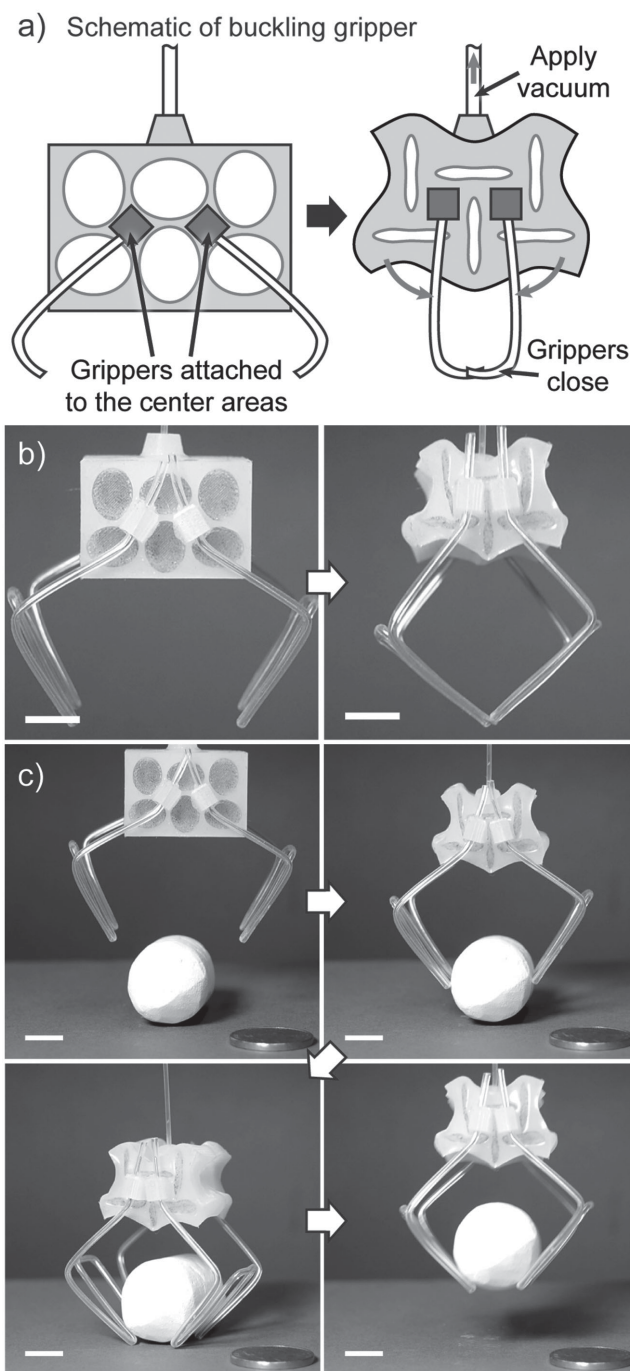 a) Schematic of buckling gripper
Apply
vacuum
Grippers attached
to the center areas
Grippers
close
b)
c)